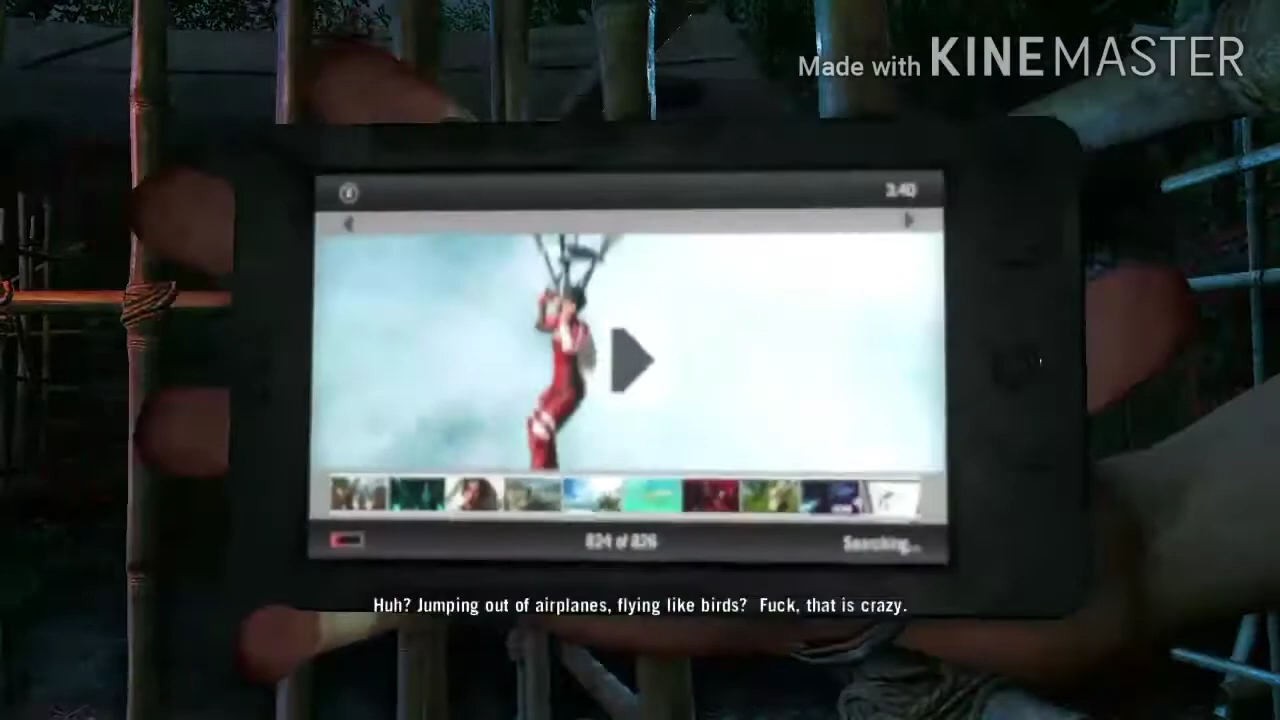 Made with KINEMASTER
3:40
824 of 826
Searching...
Huh? Jumping out of airplanes, flying like birds?  Fuck, that is crazy.